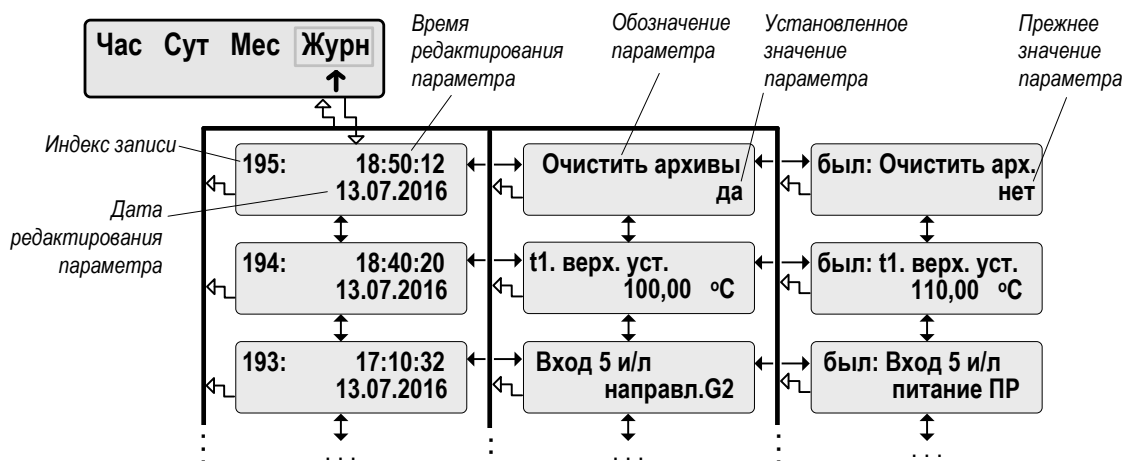 Час Сут Мес Журн
Время
редактирования
параметра
Обозначение
параметра
Установленное
значение
параметра
Прежнее
значение
параметра
Индекс записи
Дата
редактирования
параметра
195: 18:50:12
13.07.2016
Очистить архивы
да
был: Очистить арх.
нет
194: 18:40:20
13.07.2016
t1. верх. уст.
100,00 ºC
был: t1. верх. уст.
110,00 ºC
193: 17:10:32
13.07.2016
Вход 5 и/л
направл.G2
был: Вход 5 и/л
питание ПР
. . . . . . . . .